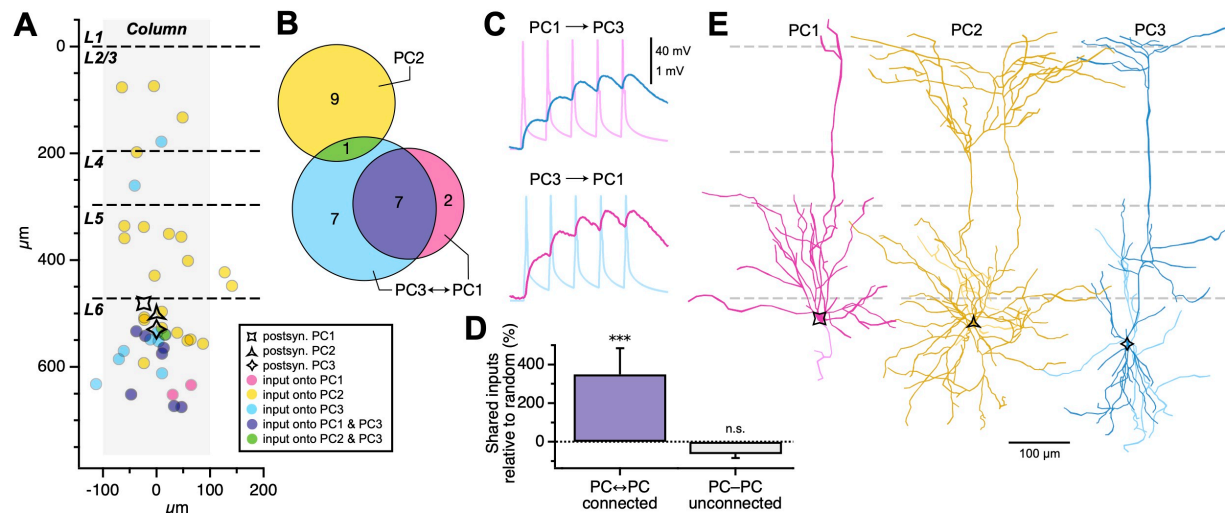 A
Column
L1
0
L2/3
200
L4
L5
400
L6
600
μm
-100
0
100
200
μm
postsyn. PC1
postsyn. PC2
postsyn. PC3
input onto PC1
input onto PC2
input onto PC3
input onto PC1 & PC3
input onto PC2 & PC3
B
PC2
9
1
7
7
2
PC3↔PC1
C
PC1 → PC3
40 mV
1 mV
PC3 → PC1
D
***
n.s.
400
200
0
Shared inputs
relative to random (%)
PC↔PC
connected
PC–PC
unconnected
E
PC1
PC2
PC3
100 μm